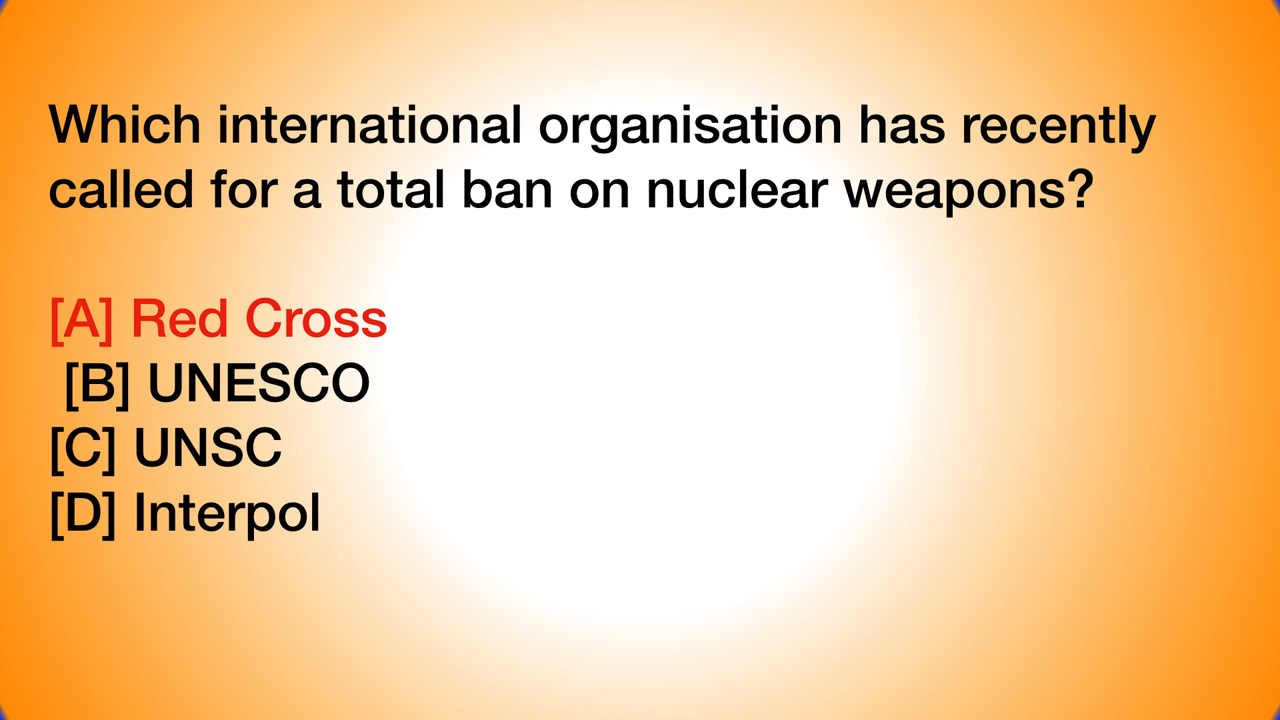 Which international organisation has recently
called for a total ban on nuclear weapons?
[A] Red Cross
[B] UNESCO
[C] UNSC
[D] Interpol